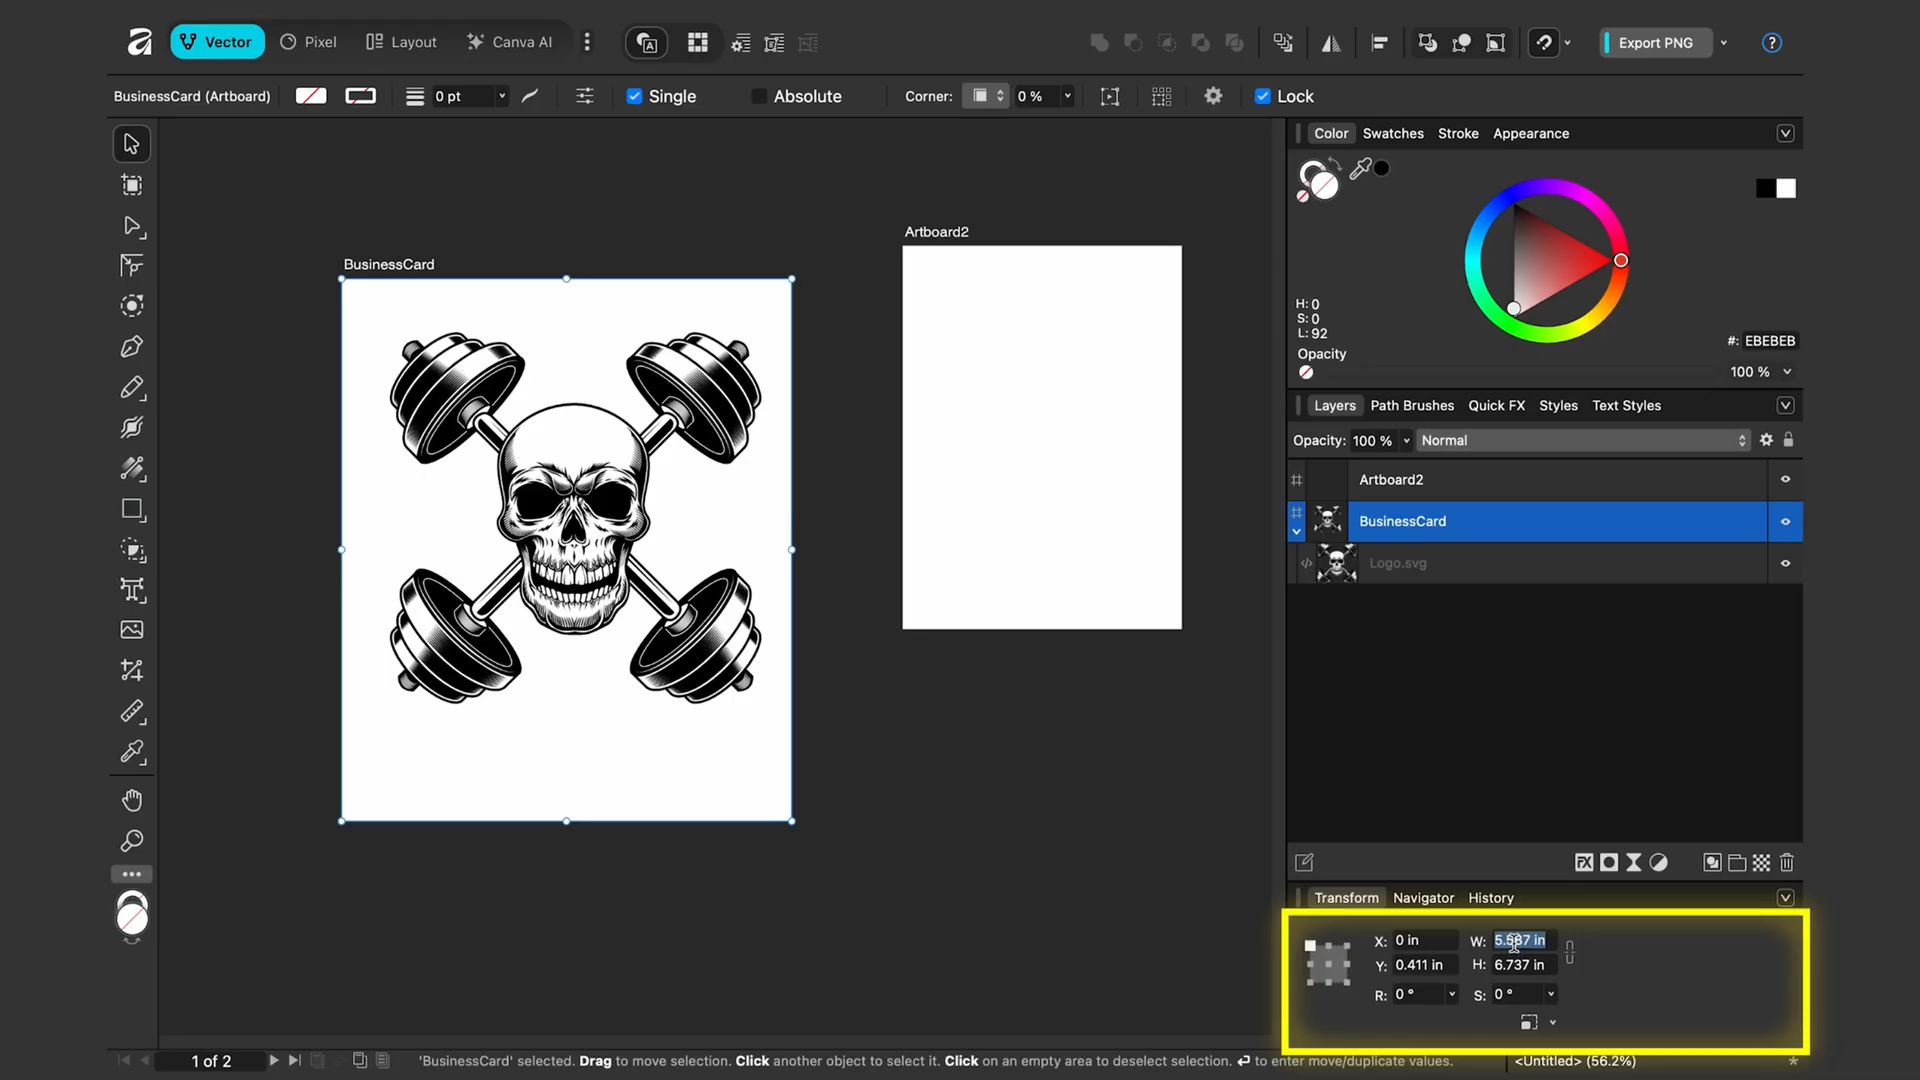 Vector Pixel Layout Canva AI Export PNG ?
BusinessCard (Artboard) 0 pt Single Absolute Corner: 0 % Lock
Color Swatches Stroke Appearance
H: 0
S: 0
L: 92
#: EBEBEB
Opacity
100 %
BusinessCard
Artboard2
Layers Path Brushes Quick FX Styles Text Styles
Opacity: 100 % Normal
Artboard2
BusinessCard
Logo.svg
FX
Transform Navigator History
X: 0 in W: 5.587 in
Y: 0.411 in H: 6.737 in
R: 0 ° S: 0 °
1 of 2 'BusinessCard' selected. Drag to move selection. Click another object to select it. Click on an empty area to deselect selection. ↵ to enter move/duplicate values. <Untitled> (56.2%) *